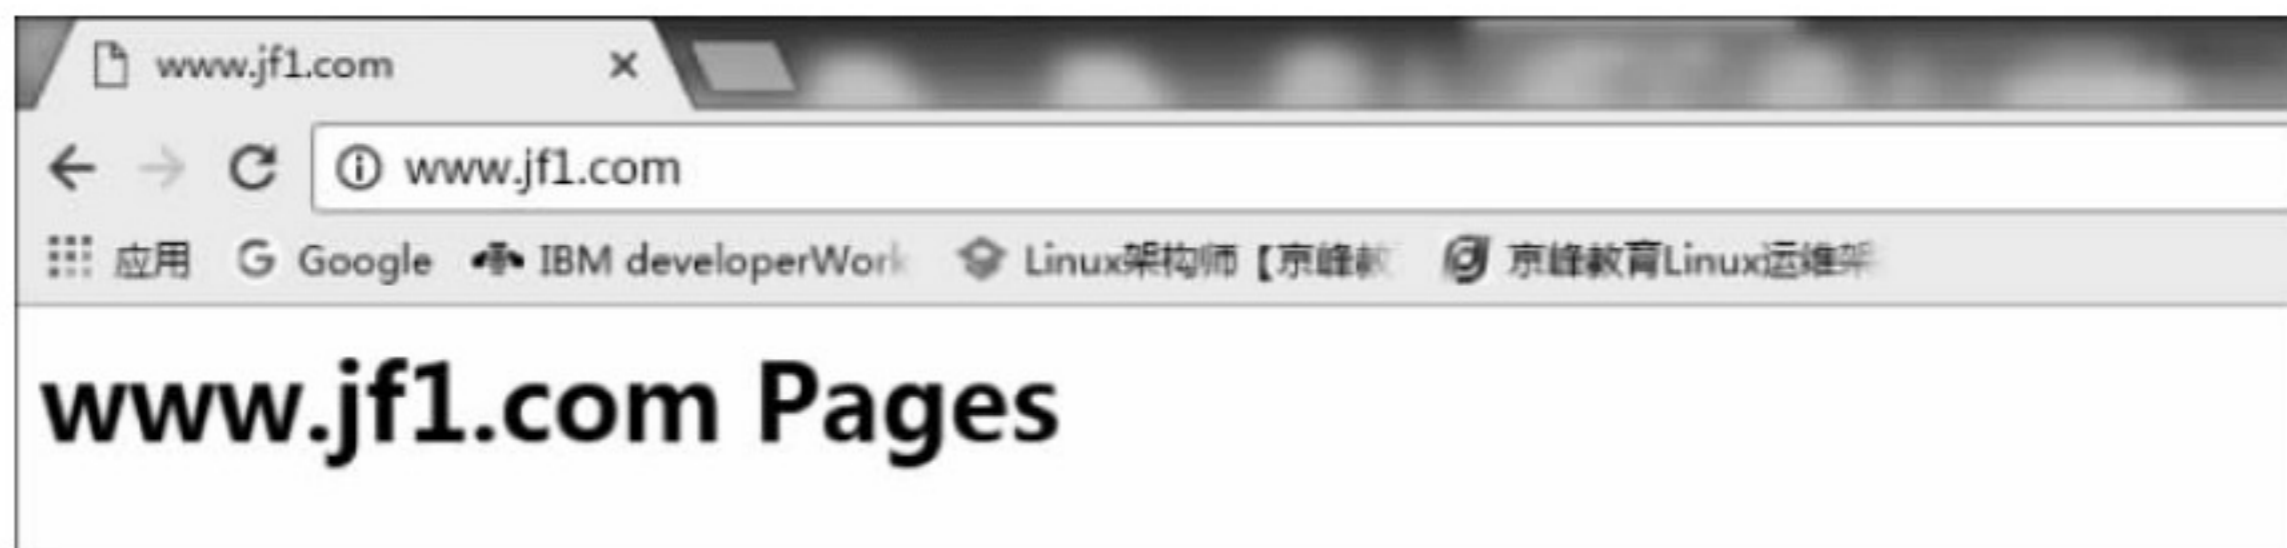 www.jf1.com
www.jf1.com
应用 Google IBM developerWork Linux架构师【京峰教 京峰教育Linux运维架
www.jf1.com Pages